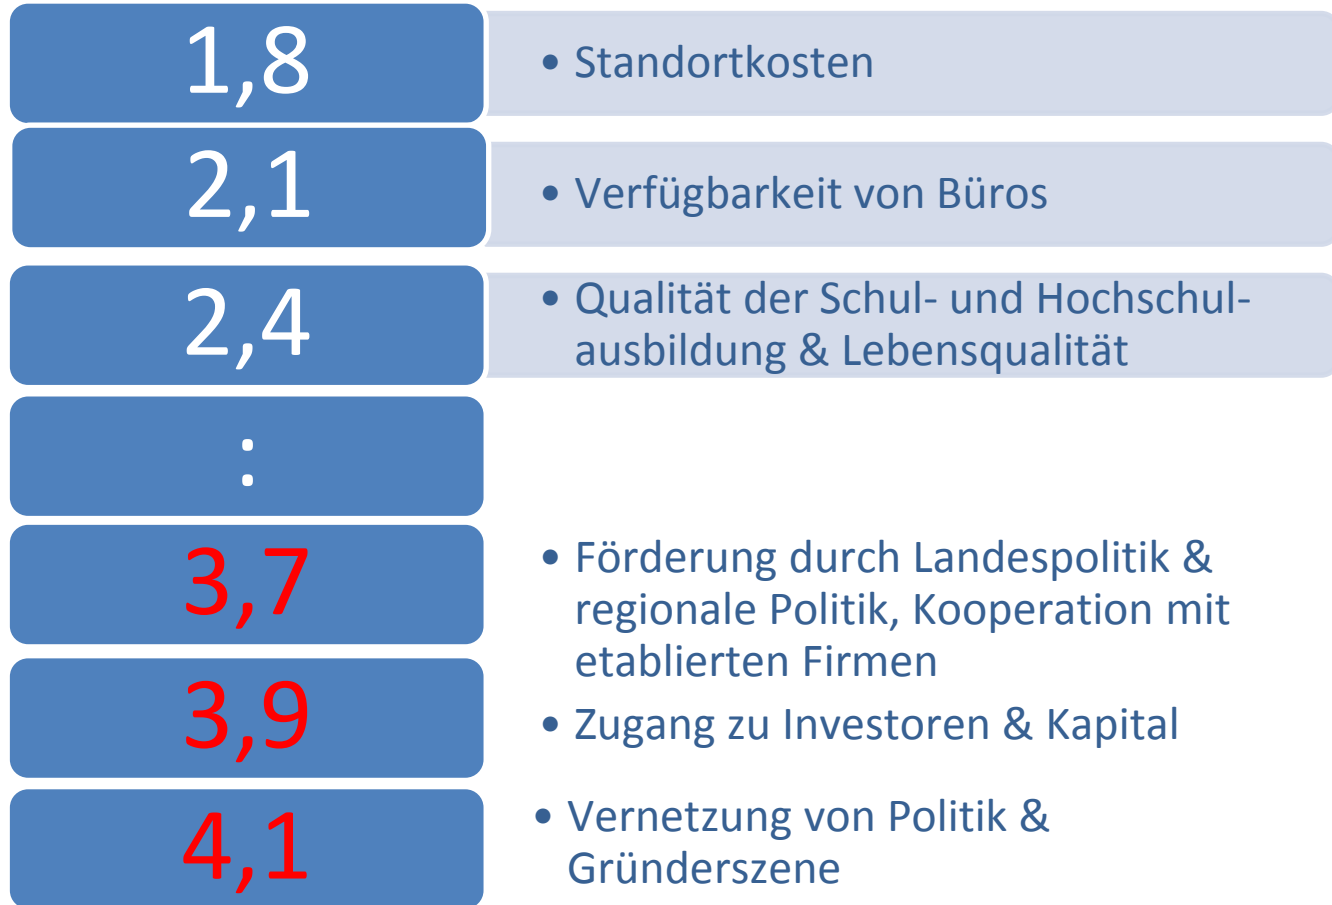 1,8
• Standortkosten
2,1
• Verfügbarkeit von Büros
2,4
• Qualität der Schul- und Hochschul-
ausbildung & Lebensqualität
:
3,7
• Förderung durch Landespolitik &
regionale Politik, Kooperation mit
etablierten Firmen
3,9
• Zugang zu Investoren & Kapital
4,1
• Vernetzung von Politik &
Gründerszene